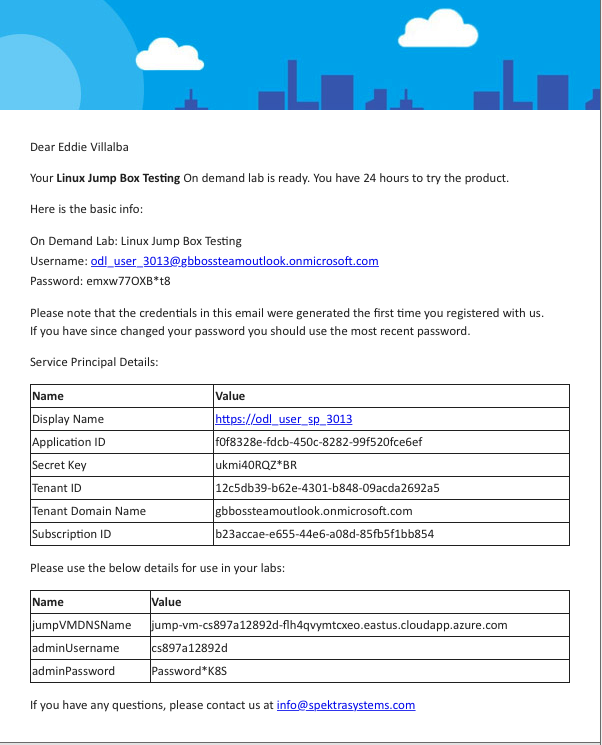 Dear Eddie Villalba
Your Linux Jump Box Testing On demand lab is ready. You have 24 hours to try the product.
Here is the basic info:
On Demand Lab: Linux Jump Box Testing
Username: odl_user_3013@gbbossteamoutlook.onmicrosoft.com
Password: emxw77OXB*t8
Please note that the credentials in this email were generated the first time you registered with us.
If you have since changed your password you should use the most recent password.
Service Principal Details:
Name Value
Display Name https://odl_user_sp_3013
Application ID f0f8328e-fdcb-450c-8282-99f520fce6ef
Secret Key ukmi40RQZ*BR
Tenant ID 12c5db39-b62e-4301-b848-09acda2692a5
Tenant Domain Name gbbossteamoutlook.onmicrosoft.com
Subscription ID b23accae-e655-44e6-a08d-85fb5f1bb854
Please use the below details for use in your labs:
Name Value
jumpVMDNSName jump-vm-cs897a12892d-flh4qvymtcxeo.eastus.cloudapp.azure.com
adminUsername cs897a12892d
adminPassword Password*K8S
If you have any questions, please contact us at info@spektrasystems.com